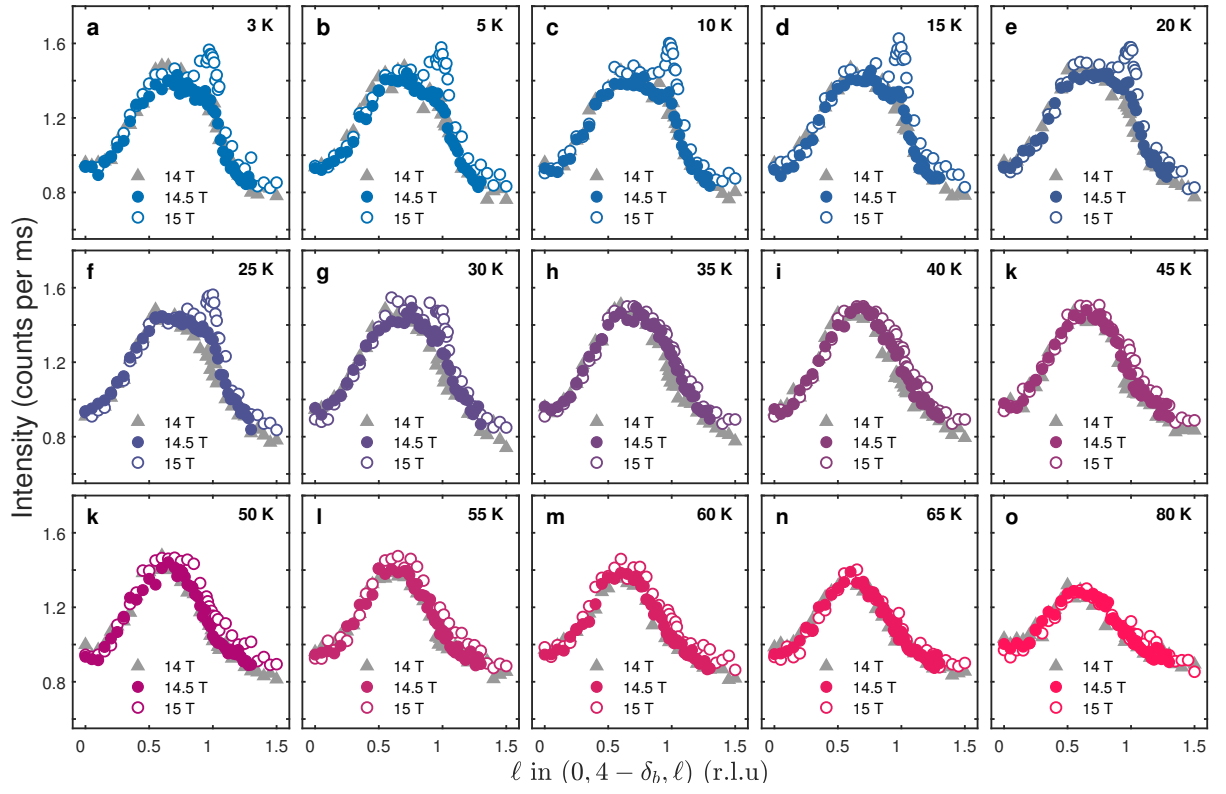 a 3 K
b 5 K
c 10 K
d 15 K
e 20 K
1.6
1.2
0.8
14 T
14.5 T
15 T
14 T
14.5 T
15 T
14 T
14.5 T
15 T
14 T
14.5 T
15 T
14 T
14.5 T
15 T
Intensity (counts per ms)
f 25 K
g 30 K
h 35 K
i 40 K
k 45 K
1.6
1.2
0.8
14 T
14.5 T
15 T
14 T
14.5 T
15 T
14 T
14.5 T
15 T
14 T
14.5 T
15 T
14 T
14.5 T
15 T
k 50 K
l 55 K
m 60 K
n 65 K
o 80 K
1.6
1.2
0.8
14 T
14.5 T
15 T
14 T
14.5 T
15 T
14 T
14.5 T
15 T
14 T
14.5 T
15 T
14 T
14.5 T
15 T
0 0.5 1 1.5
0 0.5 1 1.5
0 0.5 1 1.5
0 0.5 1 1.5
0 0.5 1 1.5
ℓ in (0, 4 − δ_b, ℓ) (r.l.u)